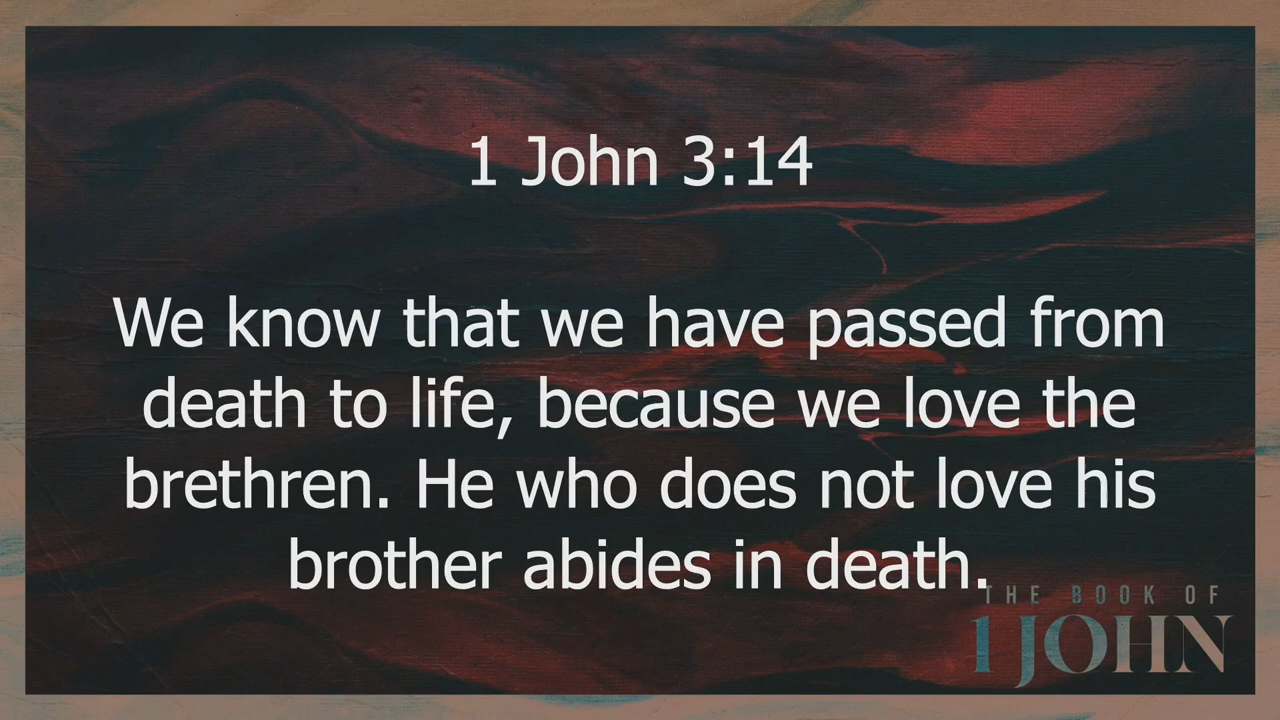 1 John 3:14
We know that we have passed from
death to life, because we love the
brethren. He who does not love his
brother abides in death.
THE BOOK OF
1 JOHN